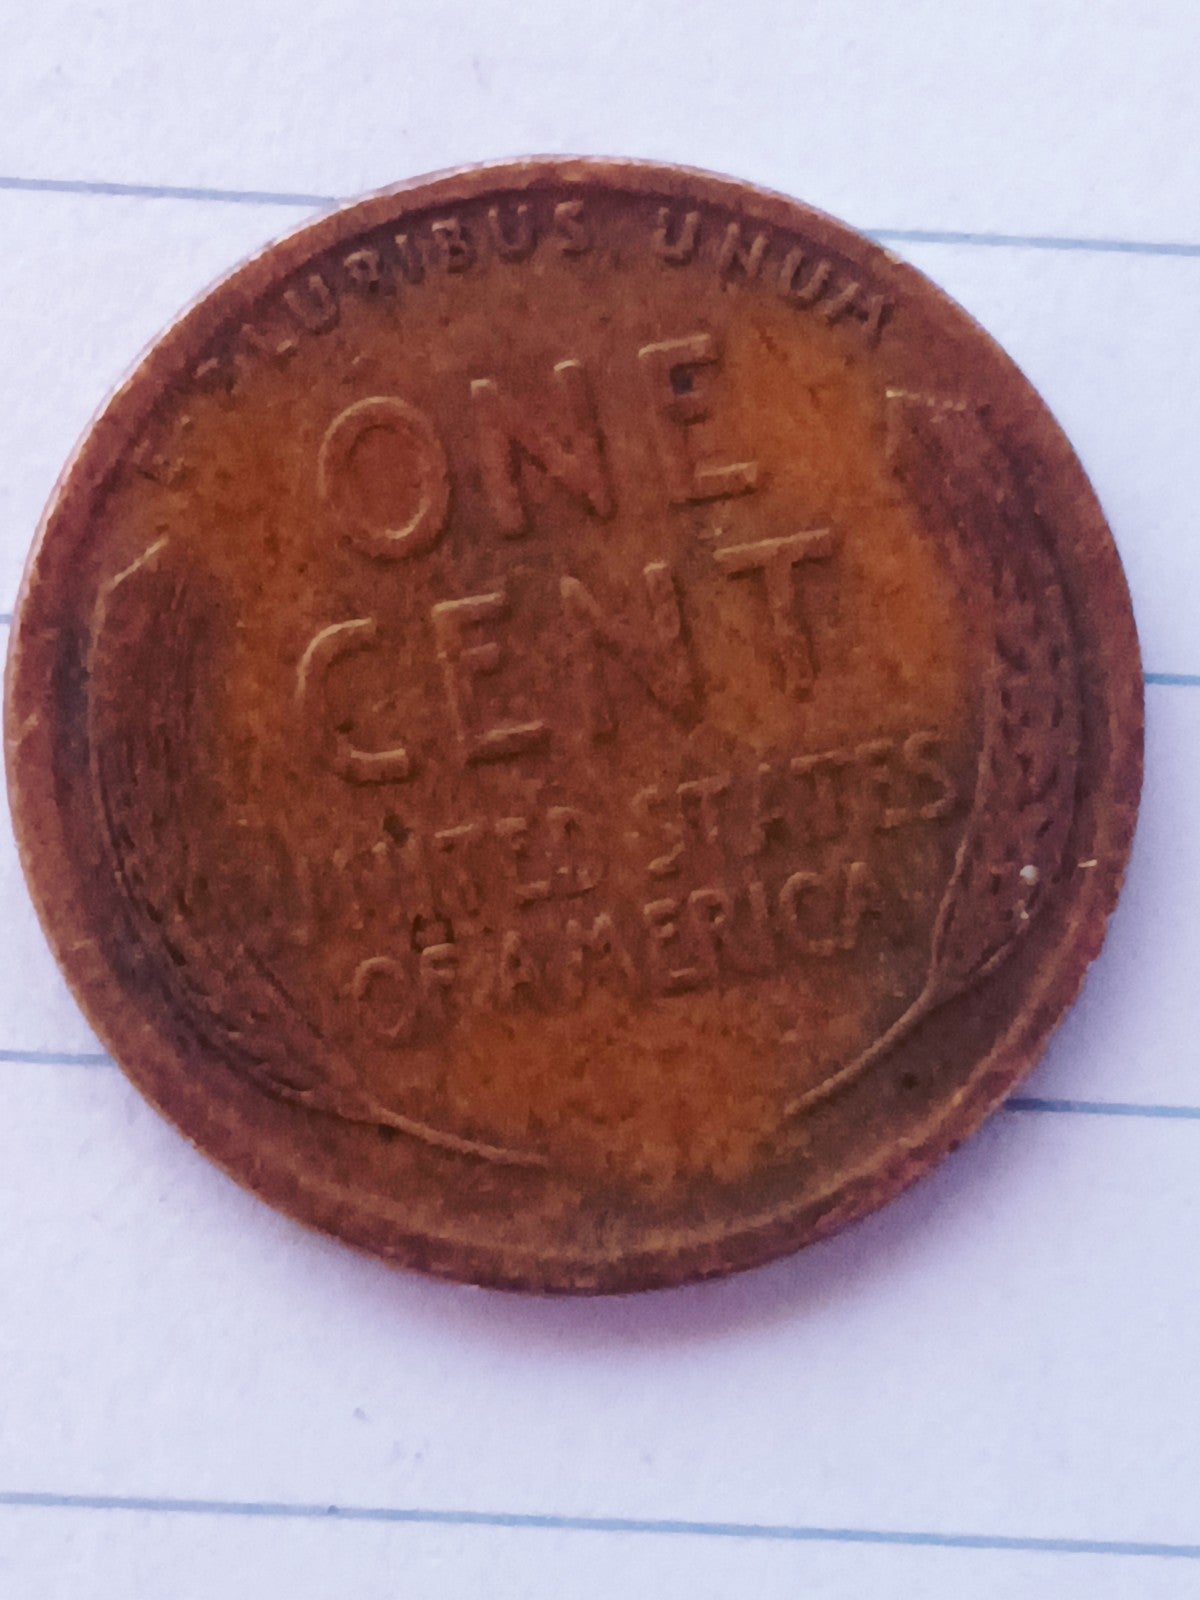 E PLURIBUS UNUM
ONE
CENT
UNITED STATES
OF AMERICA